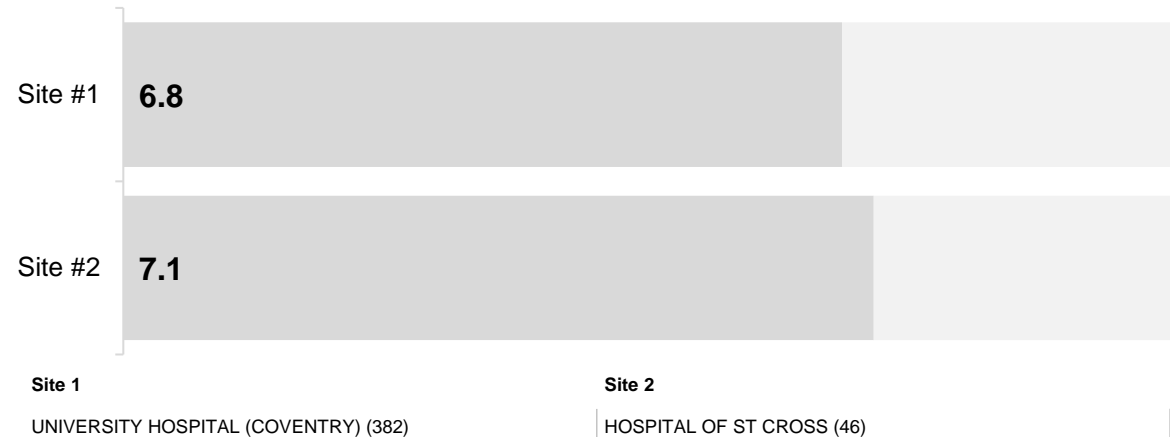 Site #1 6.8
Site #2 7.1
Site 1 Site 2
UNIVERSITY HOSPITAL (COVENTRY) (382) HOSPITAL OF ST CROSS (46)